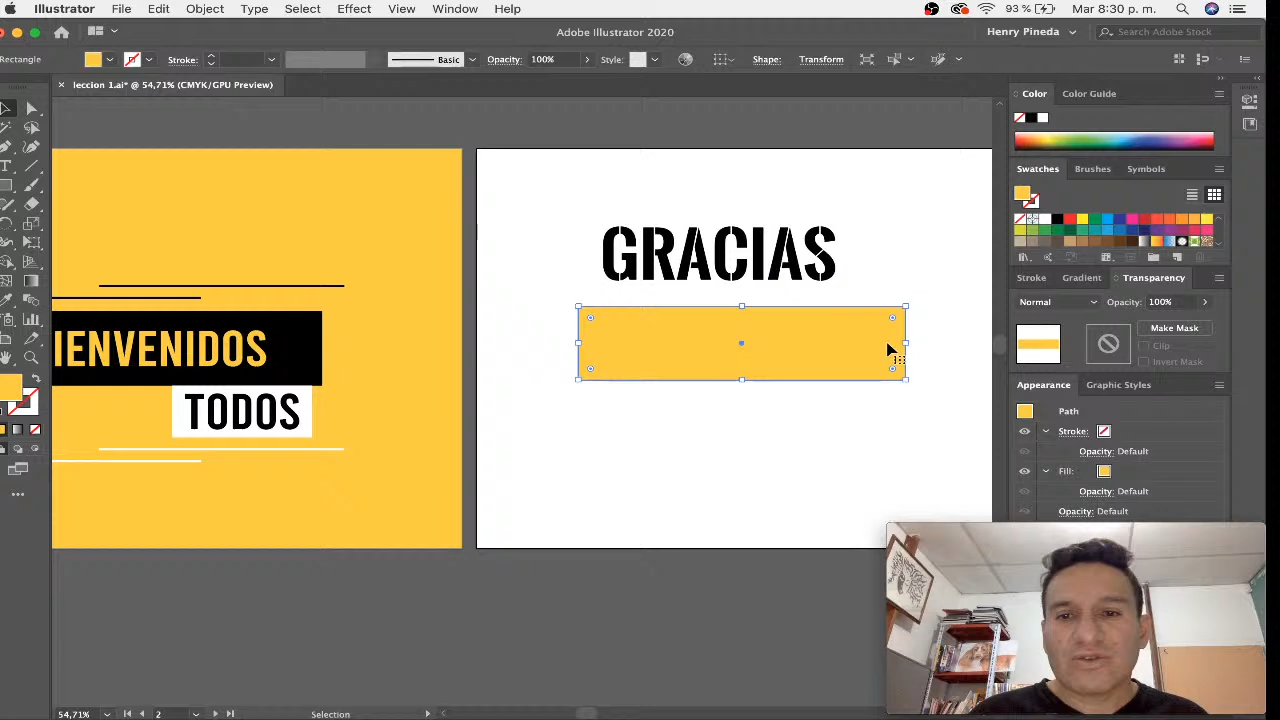 Illustrator File Edit Object Type Select Effect View Window Help 93 % Mar 8:30 p. m.
Adobe Illustrator 2020 Henry Pineda Search Adobe Stock
Rectangle Stroke: Basic Opacity: 100% Style: Shape: Transform
leccion 1.ai* @ 54,71% (CMYK/GPU Preview)
Color Color Guide
Swatches Brushes Symbols
Stroke Gradient Transparency
Normal Opacity: 100%
Make Mask
Clip
Invert Mask
Appearance Graphic Styles
Path
Stroke:
Opacity: Default
Fill:
Opacity: Default
Opacity: Default
IENVENIDOS
TODOS
GRACIAS
54,71% 2 Selection